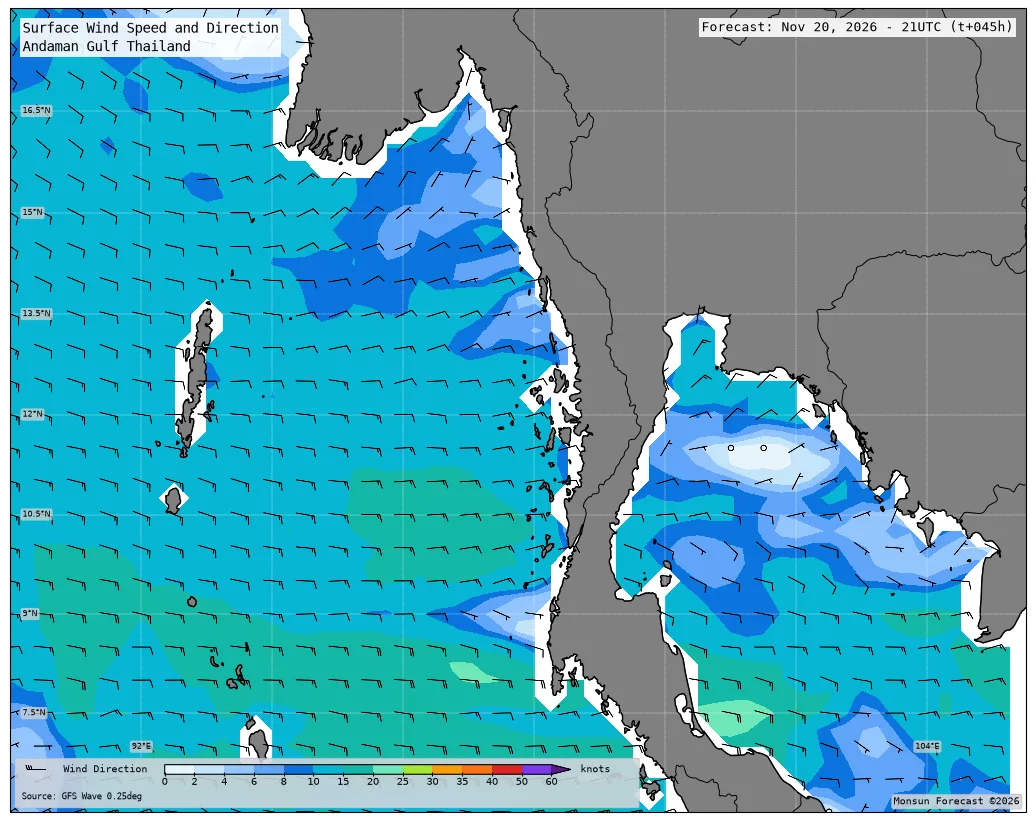 Surface Wind Speed and Direction
Andaman Gulf Thailand
Forecast: Nov 20, 2026 - 21UTC (t+045h)
16.5°N
15°N
13.5°N
12°N
10.5°N
9°N
7.5°N
92°E
104°E
Wind Direction
knots
0 2 4 6 8 10 15 20 25 30 35 40 50 60
Source: GFS Wave 0.25deg
Monsun Forecast ©2026